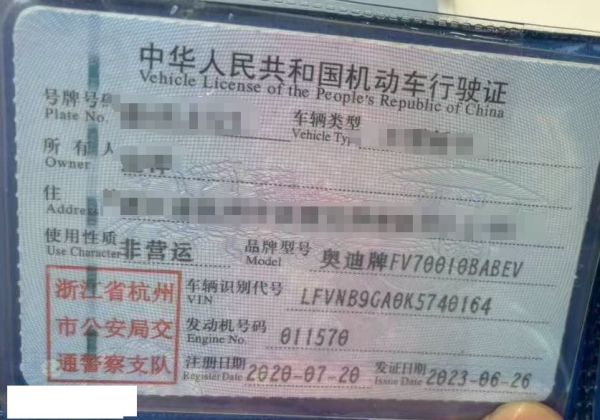 中华人民共和国机动车行驶证
Vehicle License of the People's Republic of China
号牌号码 车辆类型
Plate No. Vehicle Typ
所有人
Owner
住
Address
使用性质 非营运 品牌型号 奥迪牌FV70010BABEV
Use Character Model
浙江省杭州 车辆识别代号 LFVNB9GA0K5740164
VIN
市公安局交 发动机号码 011570
Engine No.
通警察支队 注册日期 2020-07-20 发证日期 2023-06-26
Register Date Issue Date